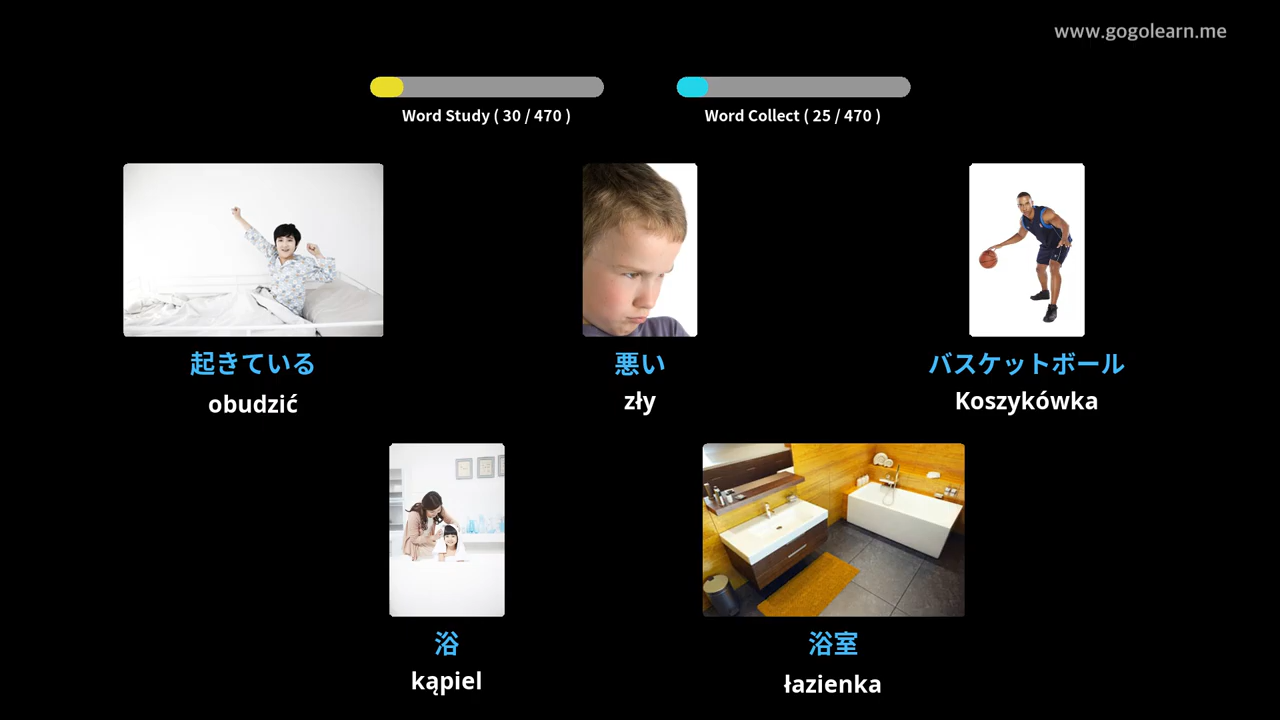 www.gogolearn.me
Word Study ( 30 / 470 )
Word Collect ( 25 / 470 )
起きている
obudzić
悪い
zły
バスケットボール
Koszykówka
浴
kąpiel
浴室
łazienka